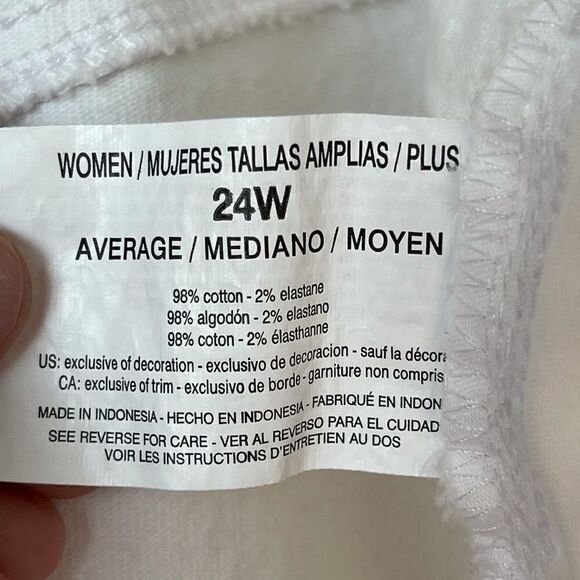 WOMEN / MUJERES TALLAS AMPLIAS / PLUS
24W
AVERAGE / MEDIANO / MOYEN
98% cotton - 2% elastane
98% algodón - 2% elastano
98% coton - 2% élasthanne
US: exclusive of decoration - exclusivo de decoracion - sauf la décora
CA: exclusive of trim - exclusivo de borde - garniture non compris
MADE IN INDONESIA - HECHO EN INDONESIA - FABRIQUÉ EN INDON
SEE REVERSE FOR CARE - VER AL REVERSO PARA EL CUIDAD
VOIR LES INSTRUCTIONS D'ENTRETIEN AU DOS